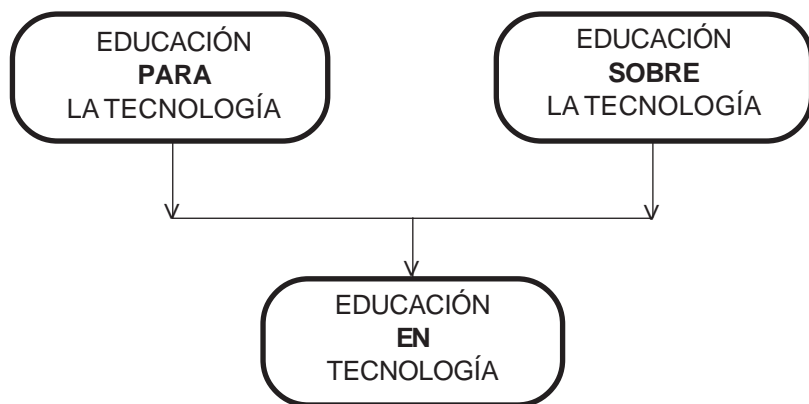 EDUCACIÓN
PARA
LA TECNOLOGÍA
EDUCACIÓN
SOBRE
LA TECNOLOGÍA
EDUCACIÓN
EN
TECNOLOGÍA